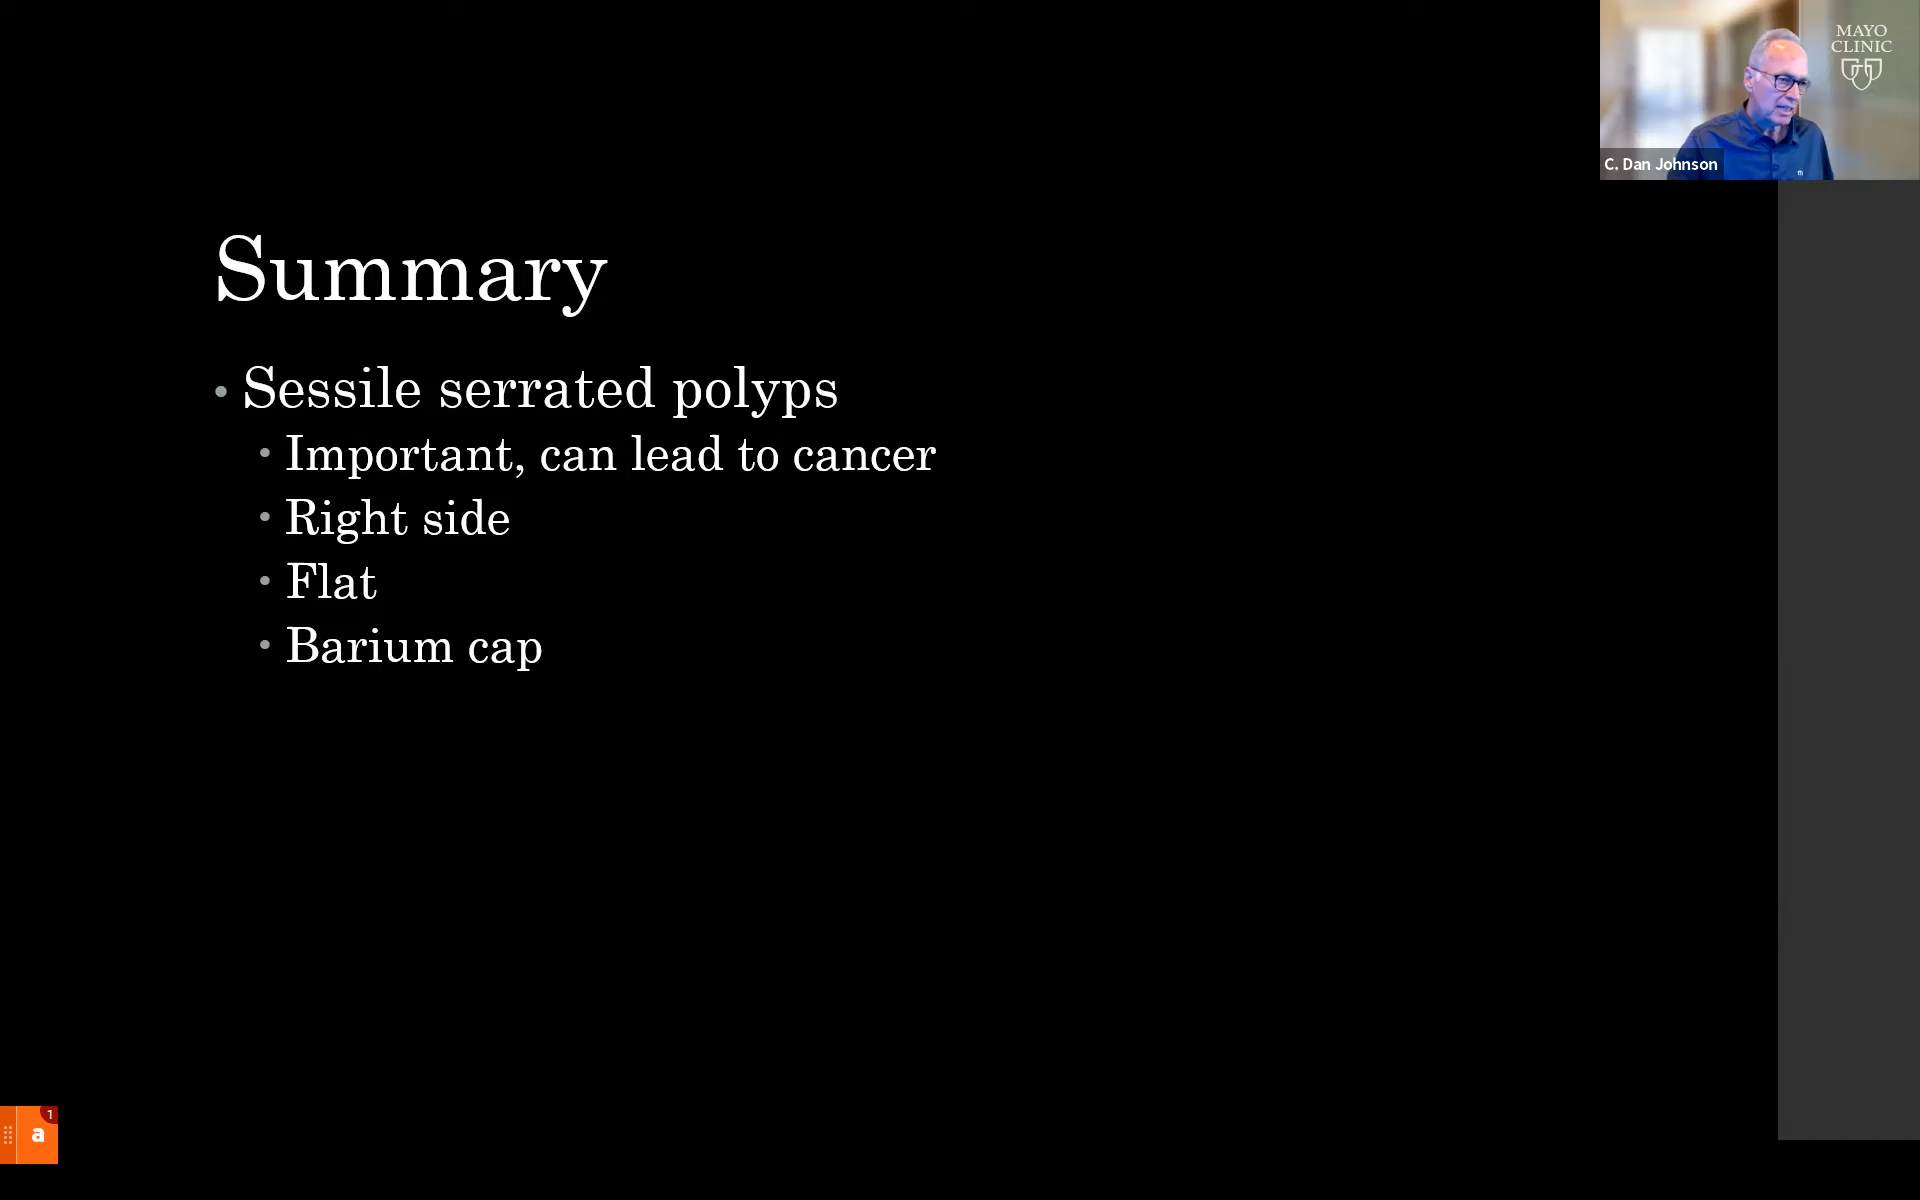 MAYO
CLINIC
C. Dan Johnson
Summary
• Sessile serrated polyps
• Important, can lead to cancer
• Right side
• Flat
• Barium cap
1
a